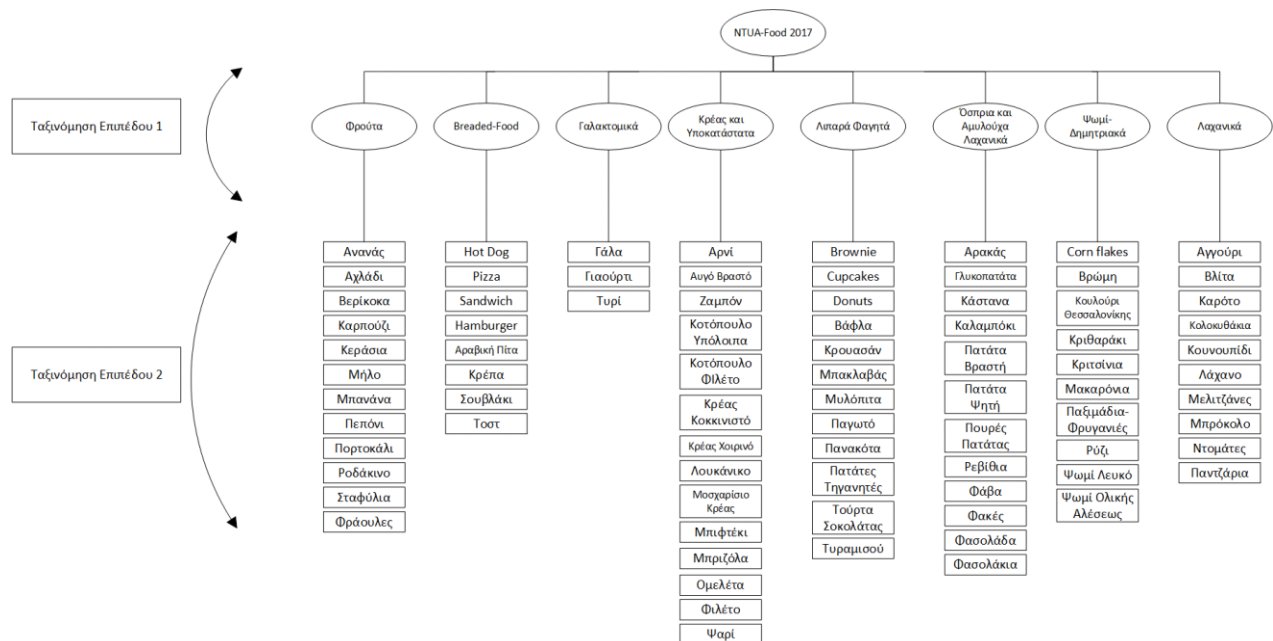 NTUA-Food 2017
Ταξινόμηση Επιπέδου 1
Φρούτα
Breaded-Food
Γαλακτομικά
Κρέας και
Υποκατάστατα
Λιπαρά Φαγητά
Όσπρια και
Αμυλούχα
Λαχανικά
Ψωμί-
Δημητριακά
Λαχανικά
Ταξινόμηση Επιπέδου 2
Ανανάς
Αχλάδι
Βερίκοκα
Καρπούζι
Κεράσια
Μήλο
Μπανάνα
Πεπόνι
Πορτοκάλι
Ροδάκινο
Σταφύλια
Φράουλες
Hot Dog
Pizza
Sandwich
Hamburger
Αραβική Πίτα
Κρέπα
Σουβλάκι
Τοστ
Γάλα
Γιαούρτι
Τυρί
Αρνί
Αυγό Βραστό
Ζαμπόν
Κοτόπουλο
Υπόλοιπα
Κοτόπουλο
ΦΙλέτο
Κρέας
Κοκκινιστό
Κρέας Χοιρινό
Λουκάνικο
Μοσχαρίσιο
Κρέας
Μπιφτέκι
Μπριζόλα
Ομελέτα
Φιλέτο
Ψαρί
Brownie
Cupcakes
Donuts
Βάφλα
Κρουασάν
Μπακλαβάς
Μυλόπιτα
Παγωτό
Πανακότα
Πατάτες
Τηγανητές
Τούρτα
Σοκολάτας
Τυραμισού
Αρακάς
Γλυκοπατάτα
Κάστανα
Καλαμπόκι
Πατάτα
Βραστή
Πατάτα
Ψητή
Πουρές
Πατάτας
Ρεβίθια
Φάβα
Φακές
Φασολάδα
Φασολάκια
Corn flakes
Βρώμη
Κουλούρι
Θεσσαλονίκης
Κριθαράκι
Κριτσίνια
Μακαρόνια
Παξιμάδια-
Φρυγανιές
Ρύζι
Ψωμί Λευκό
Ψωμί Ολικής
Αλέσεως
Αγγούρι
Βλίτα
Καρότο
Κολοκυθάκια
Κουνουπίδι
Λάχανο
Μελιτζάνες
Μπρόκολο
Ντομάτες
Παντζάρια